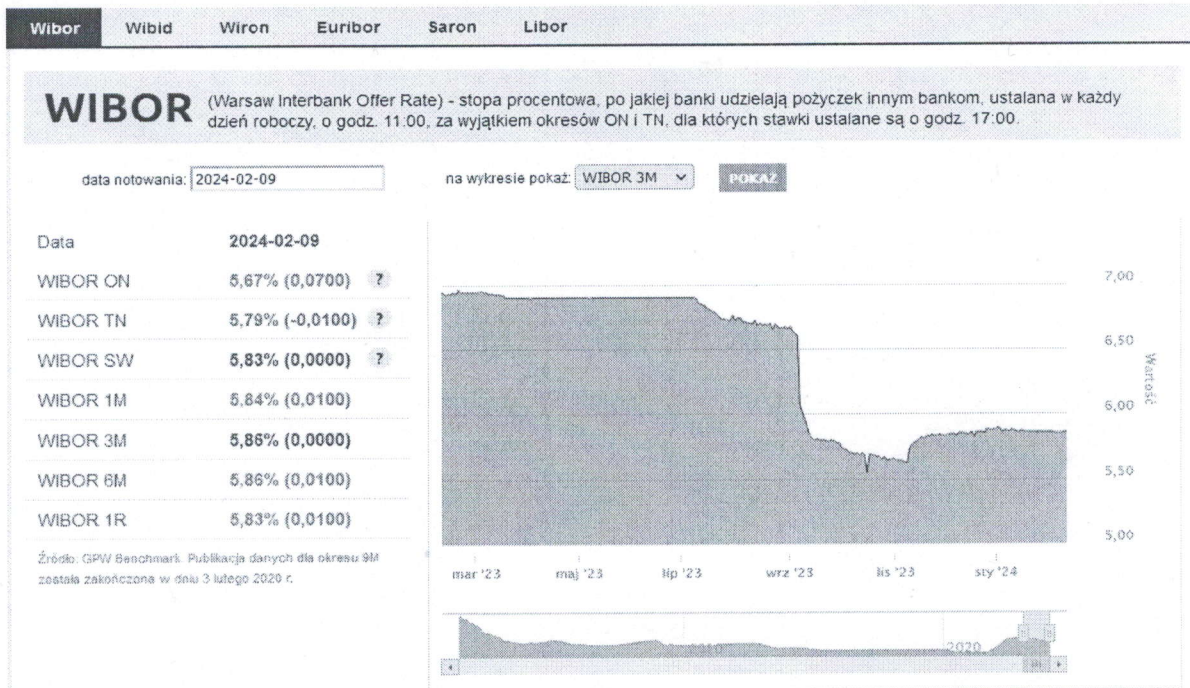 Wibor Wibid Wiron Euribor Saron Libor
WIBOR (Warsaw Interbank Offer Rate) - stopa procentowa, po jakiej banki udzielają pożyczek innym bankom, ustalana w każdy
dzień roboczy, o godz. 11:00, za wyjątkiem okresów ON i TN, dla których stawki ustalane są o godz. 17:00.
data notowania: 2024-02-09 na wykresie pokaż: WIBOR 3M POKAŻ
Data 2024-02-09
WIBOR ON 5,67% (0,0700) ?
WIBOR TN 5,79% (-0,0100) ?
WIBOR SW 5,83% (0,0000) ?
WIBOR 1M 5,84% (0,0100)
WIBOR 3M 5,86% (0,0000)
WIBOR 6M 5,86% (0,0100)
WIBOR 1R 5,83% (0,0100)
Źródło: GPW Benchmark. Publikacja danych dla okresu 9M
została zakończona w dniu 3 lutego 2020 r.
7,00
6,50
6,00
5,50
5,00
Wartość
mar '23 maj '23 lip '23 wrz '23 lis '23 sty '24
2010 2020